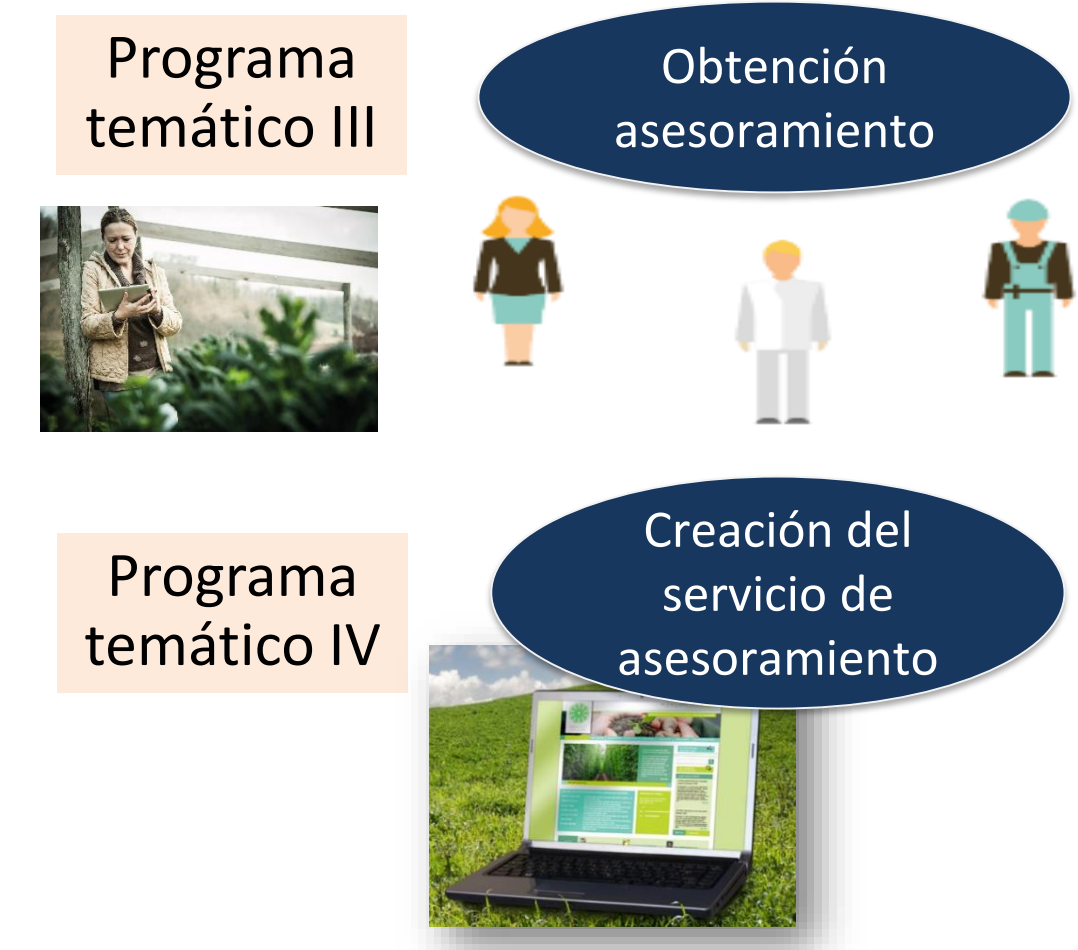 Programa
temático III
Obtención
asesoramiento
Programa
temático IV
Creación del
servicio de
asesoramiento